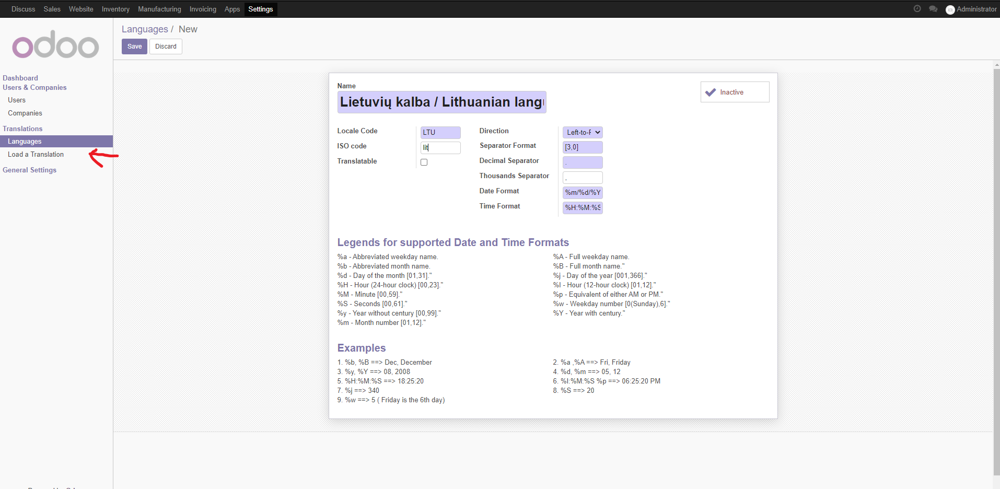 Discuss Sales Website Inventory Manufacturing Invoicing Apps Settings Administrator
odoo
Dashboard
Users & Companies
Users
Companies
Translations
Languages
Load a Translation
General Settings
Languages / New
Save Discard
Name
Inactive
Lietuvių kalba / Lithuanian lang
Locale Code LTU
ISO code lit
Translatable
Direction Left-to-F
Separator Format [3,0]
Decimal Separator .
Thousands Separator ,
Date Format %m/%d/%Y
Time Format %H:%M:%S
Legends for supported Date and Time Formats
%a - Abbreviated weekday name.
%b - Abbreviated month name.
%d - Day of the month [01,31]."
%H - Hour (24-hour clock) [00,23]."
%M - Minute [00,59]."
%S - Seconds [00,61]."
%y - Year without century [00,99]."
%m - Month number [01,12]."
%A - Full weekday name.
%B - Full month name."
%j - Day of the year [001,366]."
%I - Hour (12-hour clock) [01,12]."
%p - Equivalent of either AM or PM."
%w - Weekday number [0(Sunday),6]."
%Y - Year with century."
Examples
1. %b, %B ==> Dec, December
2. %a ,%A ==> Fri, Friday
3. %y, %Y ==> 08, 2008
4. %d, %m ==> 05, 12
5. %H:%M:%S ==> 18:25:20
6. %I:%M:%S %p ==> 06:25:20 PM
7. %j ==> 340
8. %S ==> 20
9. %w ==> 5 ( Friday is the 6th day)